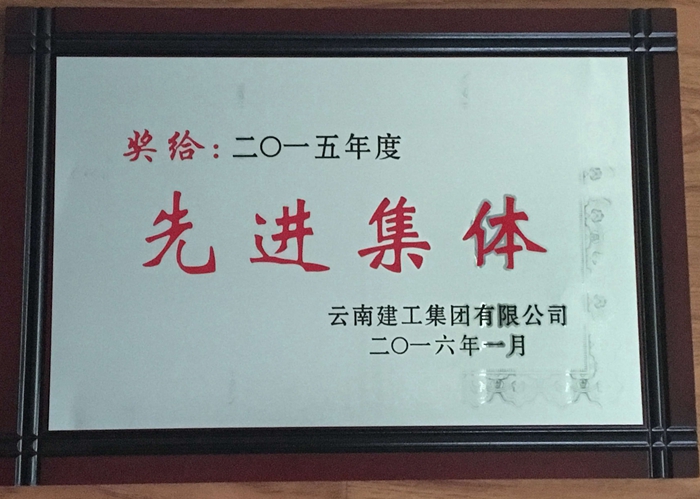 奖给:二〇一五年度
先进集体
云南建工集团有限公司
二〇一六年一月